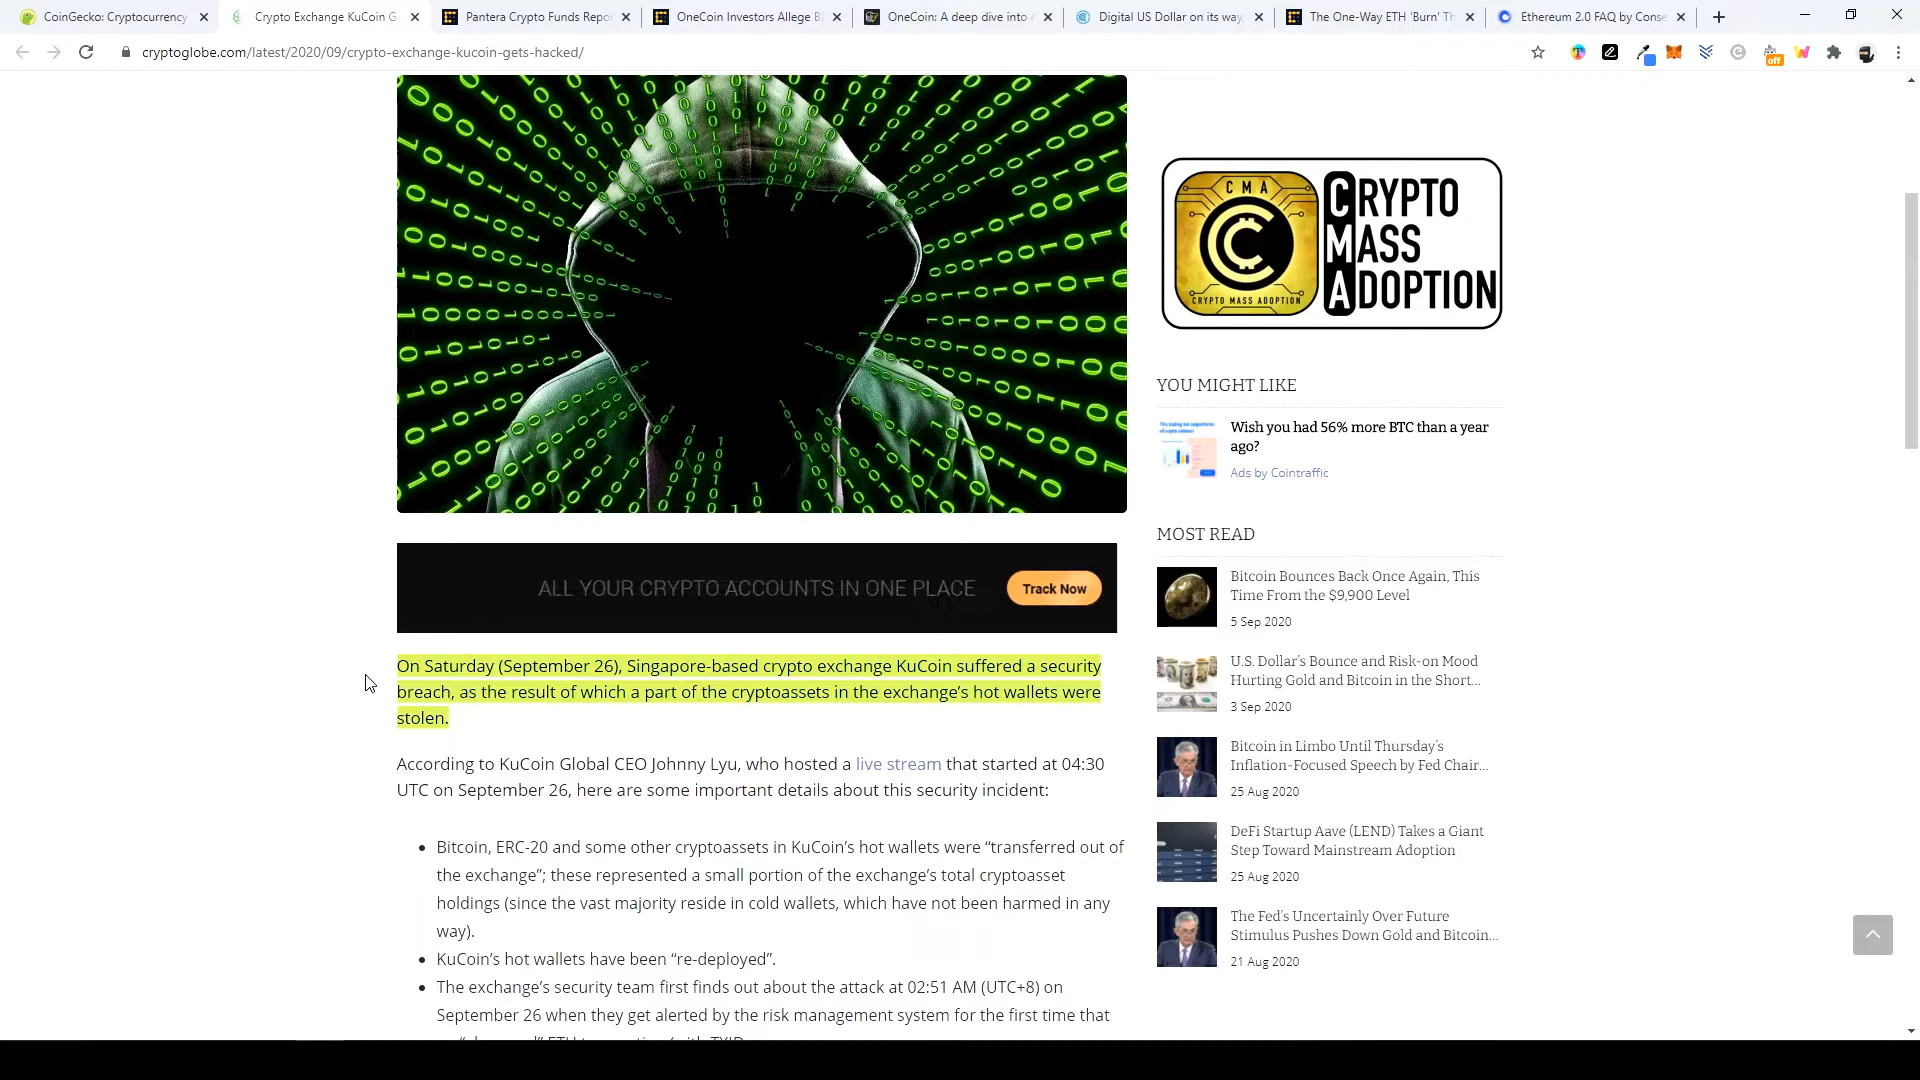 CoinGecko: Cryptocurrency
Crypto Exchange KuCoin G
Pantera Crypto Funds Repo
OneCoin Investors Allege B
OneCoin: A deep dive into
Digital US Dollar on its way,
The One-Way ETH 'Burn' Th
Ethereum 2.0 FAQ by Conse
cryptoglobe.com/latest/2020/09/crypto-exchange-kucoin-gets-hacked/
off
CMA
CRYPTO MASS ADOPTION
CRYPTO
MASS
ADOPTION
YOU MIGHT LIKE
Wish you had 56% more BTC than a year
ago?
Ads by Cointraffic
ALL YOUR CRYPTO ACCOUNTS IN ONE PLACE
Track Now
On Saturday (September 26), Singapore-based crypto exchange KuCoin suffered a security
breach, as the result of which a part of the cryptoassets in the exchange’s hot wallets were
stolen.
According to KuCoin Global CEO Johnny Lyu, who hosted a live stream that started at 04:30
UTC on September 26, here are some important details about this security incident:
• Bitcoin, ERC-20 and some other cryptoassets in KuCoin’s hot wallets were “transferred out of
the exchange”; these represented a small portion of the exchange’s total cryptoasset
holdings (since the vast majority reside in cold wallets, which have not been harmed in any
way).
• KuCoin’s hot wallets have been “re-deployed”.
• The exchange’s security team first finds out about the attack at 02:51 AM (UTC+8) on
September 26 when they get alerted by the risk management system for the first time that
MOST READ
Bitcoin Bounces Back Once Again, This
Time From the $9,900 Level
5 Sep 2020
U.S. Dollar’s Bounce and Risk-on Mood
Hurting Gold and Bitcoin in the Short...
3 Sep 2020
Bitcoin in Limbo Until Thursday’s
Inflation-Focused Speech by Fed Chair...
25 Aug 2020
DeFi Startup Aave (LEND) Takes a Giant
Step Toward Mainstream Adoption
25 Aug 2020
The Fed’s Uncertainly Over Future
Stimulus Pushes Down Gold and Bitcoin...
21 Aug 2020